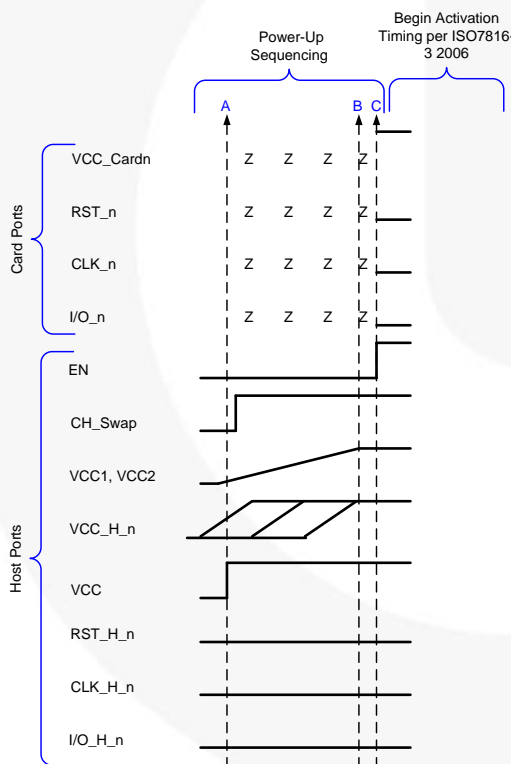 Begin Activation
Timing per ISO7816-
3 2006
Power-Up
Sequencing
A
B
C
Card Ports
VCC_Cardn
Z Z Z Z
RST_n
Z Z Z Z
CLK_n
Z Z Z Z
I/O_n
Z Z Z Z
Host Ports
EN
CH_Swap
VCC1, VCC2
VCC_H_n
VCC
RST_H_n
CLK_H_n
I/O_H_n